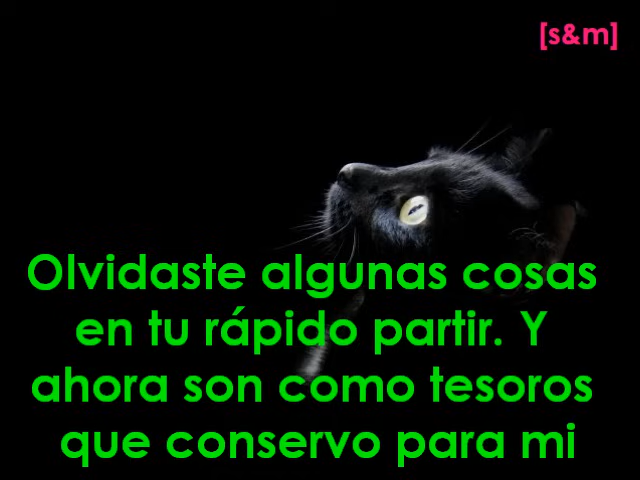 [s&m]
Olvidaste algunas cosas
en tu rápido partir. Y
ahora son como tesoros
que conservo para mi